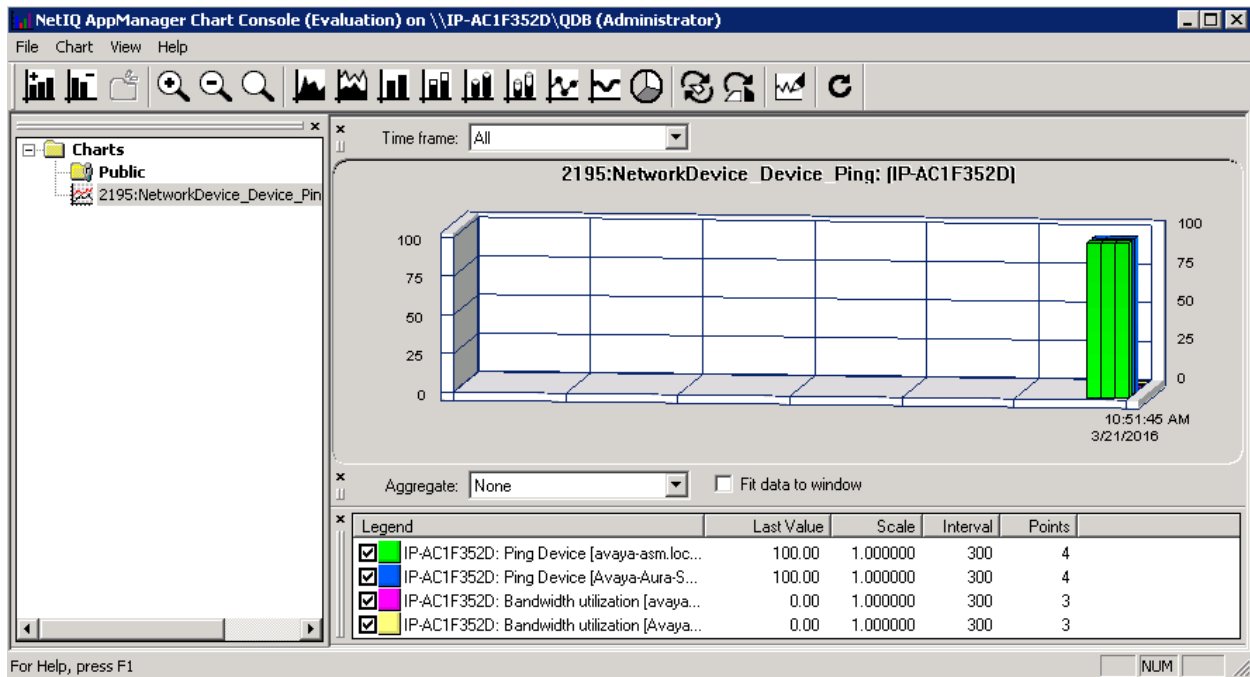 NetIQ AppManager Chart Console (Evaluation) on \\IP-AC1F352D\QDB (Administrator)
File Chart View Help
Charts
Public
2195:NetworkDevice_Device_Pin
Time frame: All
2195:NetworkDevice_Device_Ping: [IP-AC1F352D]
100 100
75 75
50 50
25 25
0 0
10:51:45 AM
3/21/2016
Aggregate: None Fit data to window
Legend Last Value Scale Interval Points
IP-AC1F352D: Ping Device [avaya-asm.loc... 100.00 1.000000 300 4
IP-AC1F352D: Ping Device [Avaya-Aura-S... 100.00 1.000000 300 4
IP-AC1F352D: Bandwidth utilization [avaya... 0.00 1.000000 300 3
IP-AC1F352D: Bandwidth utilization [Avaya... 0.00 1.000000 300 3
For Help, press F1 NUM